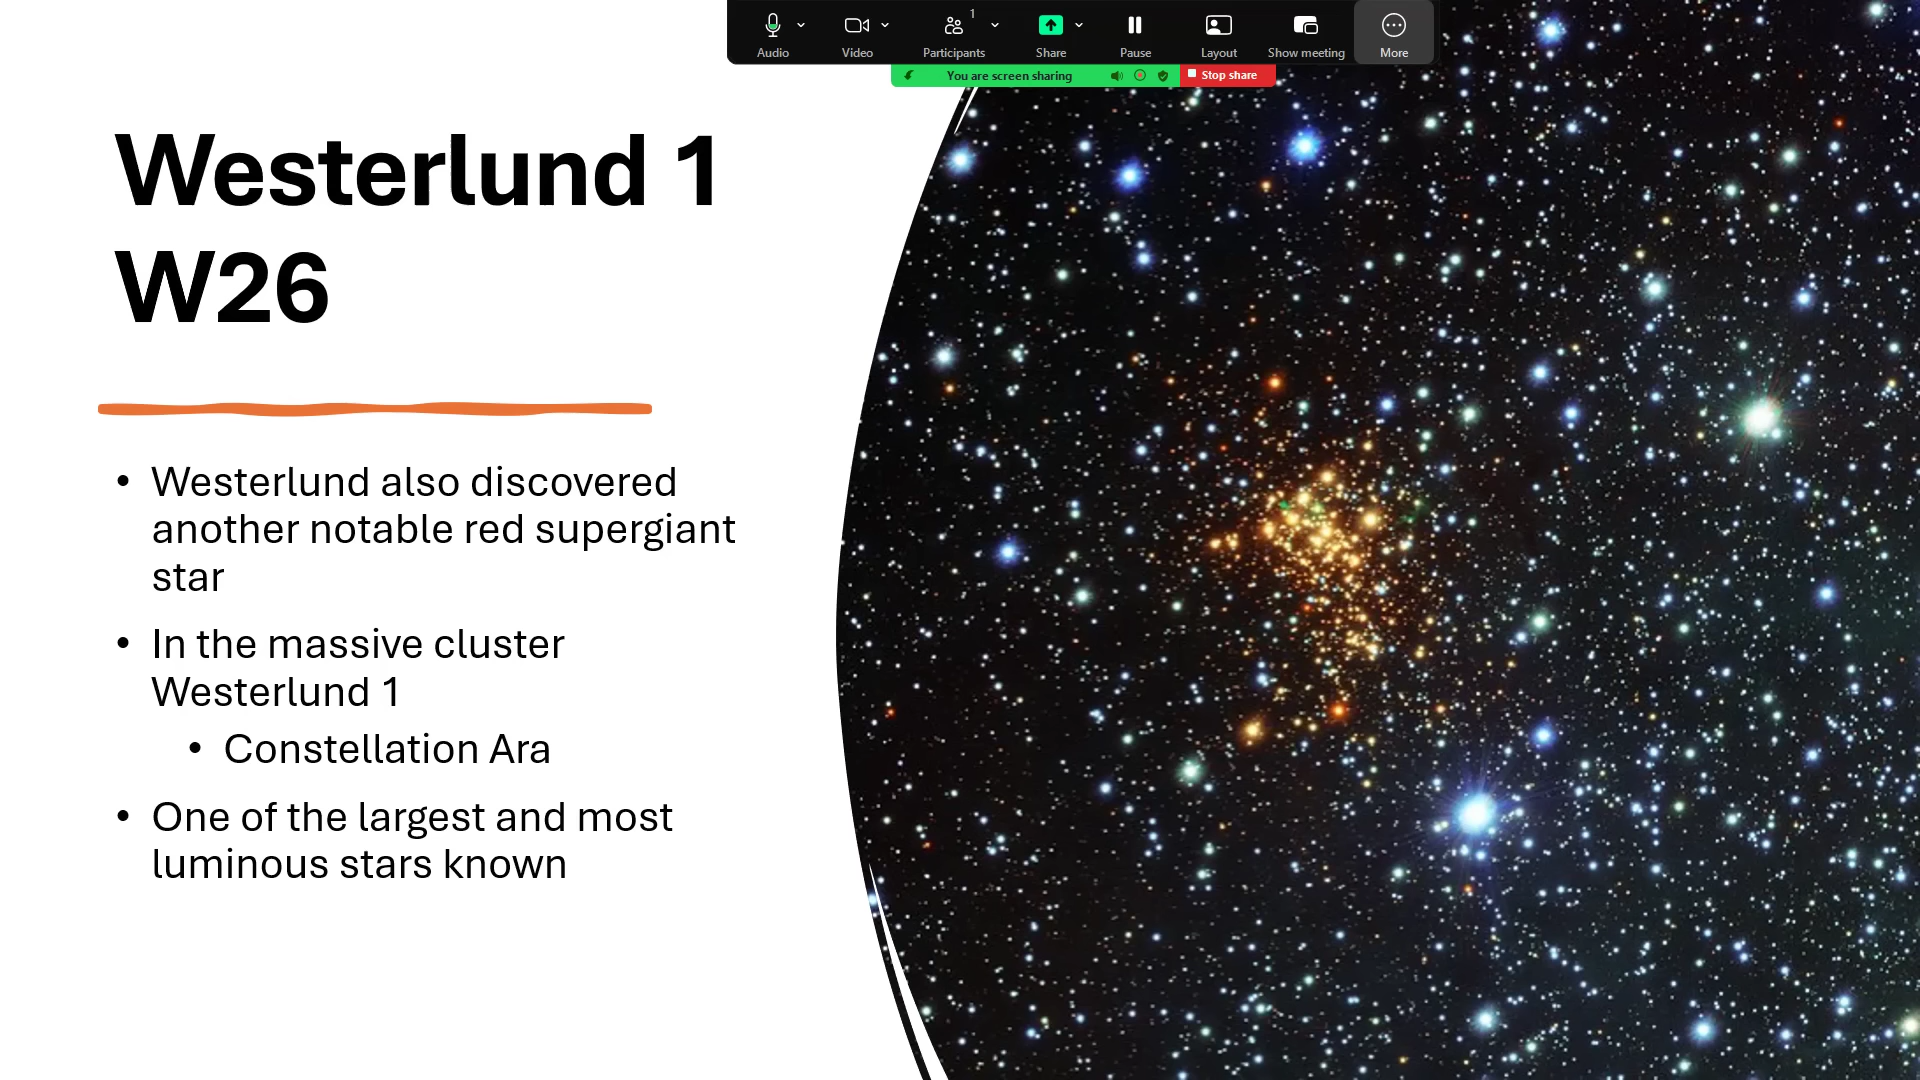 1
Audio
Video
Participants
Share
Pause
Layout
Show meeting
More
You are screen sharing
Stop share
Westerlund 1
W26
• Westerlund also discovered
another notable red supergiant
star
• In the massive cluster
Westerlund 1
• Constellation Ara
• One of the largest and most
luminous stars known